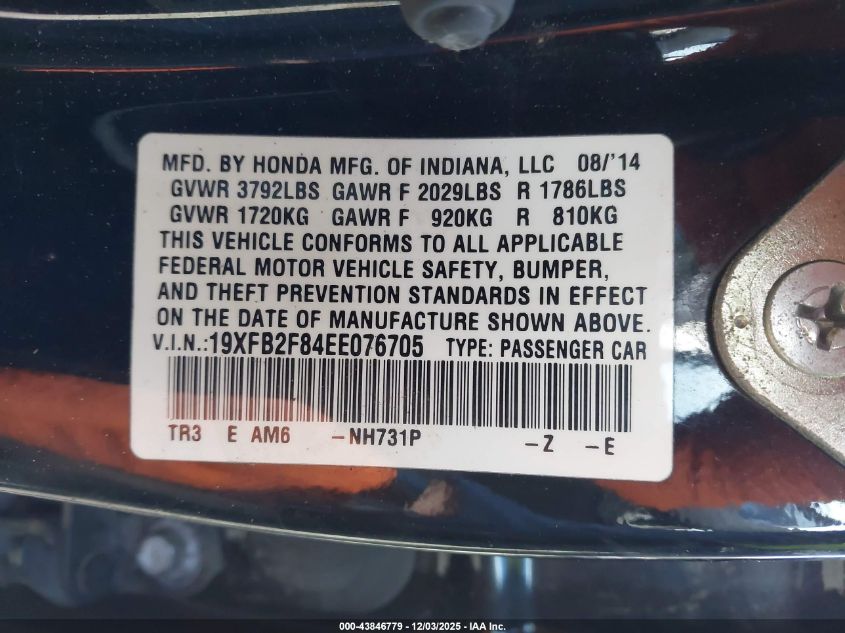 MFD. BY HONDA MFG. OF INDIANA, LLC 08/'14
GVWR 3792LBS GAWR F 2029LBS R 1786LBS
GVWR 1720KG GAWR F 920KG R 810KG
THIS VEHICLE CONFORMS TO ALL APPLICABLE
FEDERAL MOTOR VEHICLE SAFETY, BUMPER,
AND THEFT PREVENTION STANDARDS IN EFFECT
ON THE DATE OF MANUFACTURE SHOWN ABOVE.
V.I.N.:19XFB2F84EE076705 TYPE: PASSENGER CAR
TR3 E AM6 -NH731P -Z -E
000-43846779 - 12/03/2025 - IAA Inc.